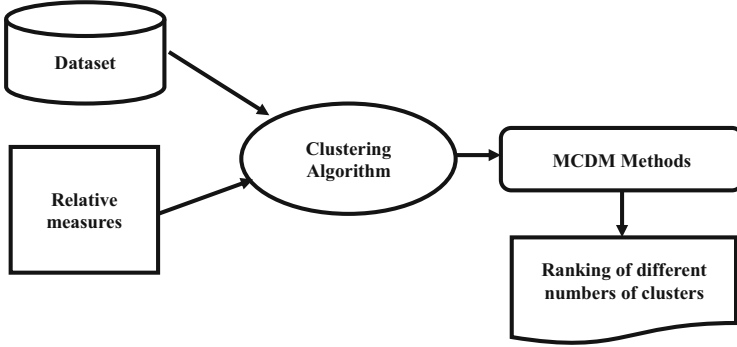 Dataset
Relative
measures
Clustering
Algorithm
MCDM Methods
Ranking of different
numbers of clusters